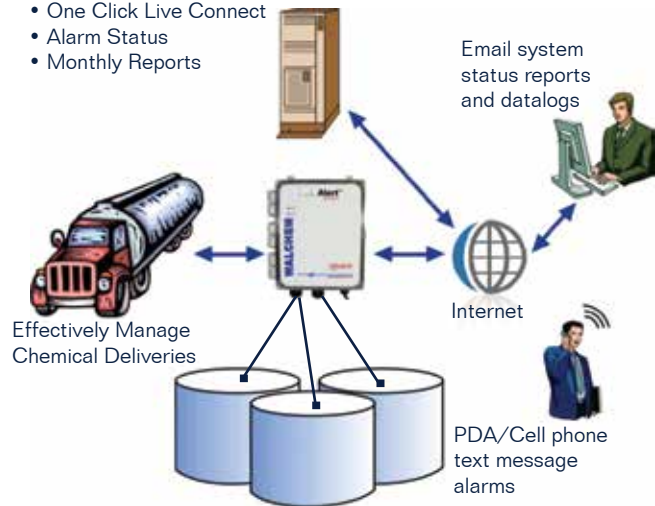 • One Click Live Connect
• Alarm Status
• Monthly Reports
Email system
status reports
and datalogs
Alert
WALCHEM
Internet
Effectively Manage
Chemical Deliveries
PDA/Cell phone
text message
alarms